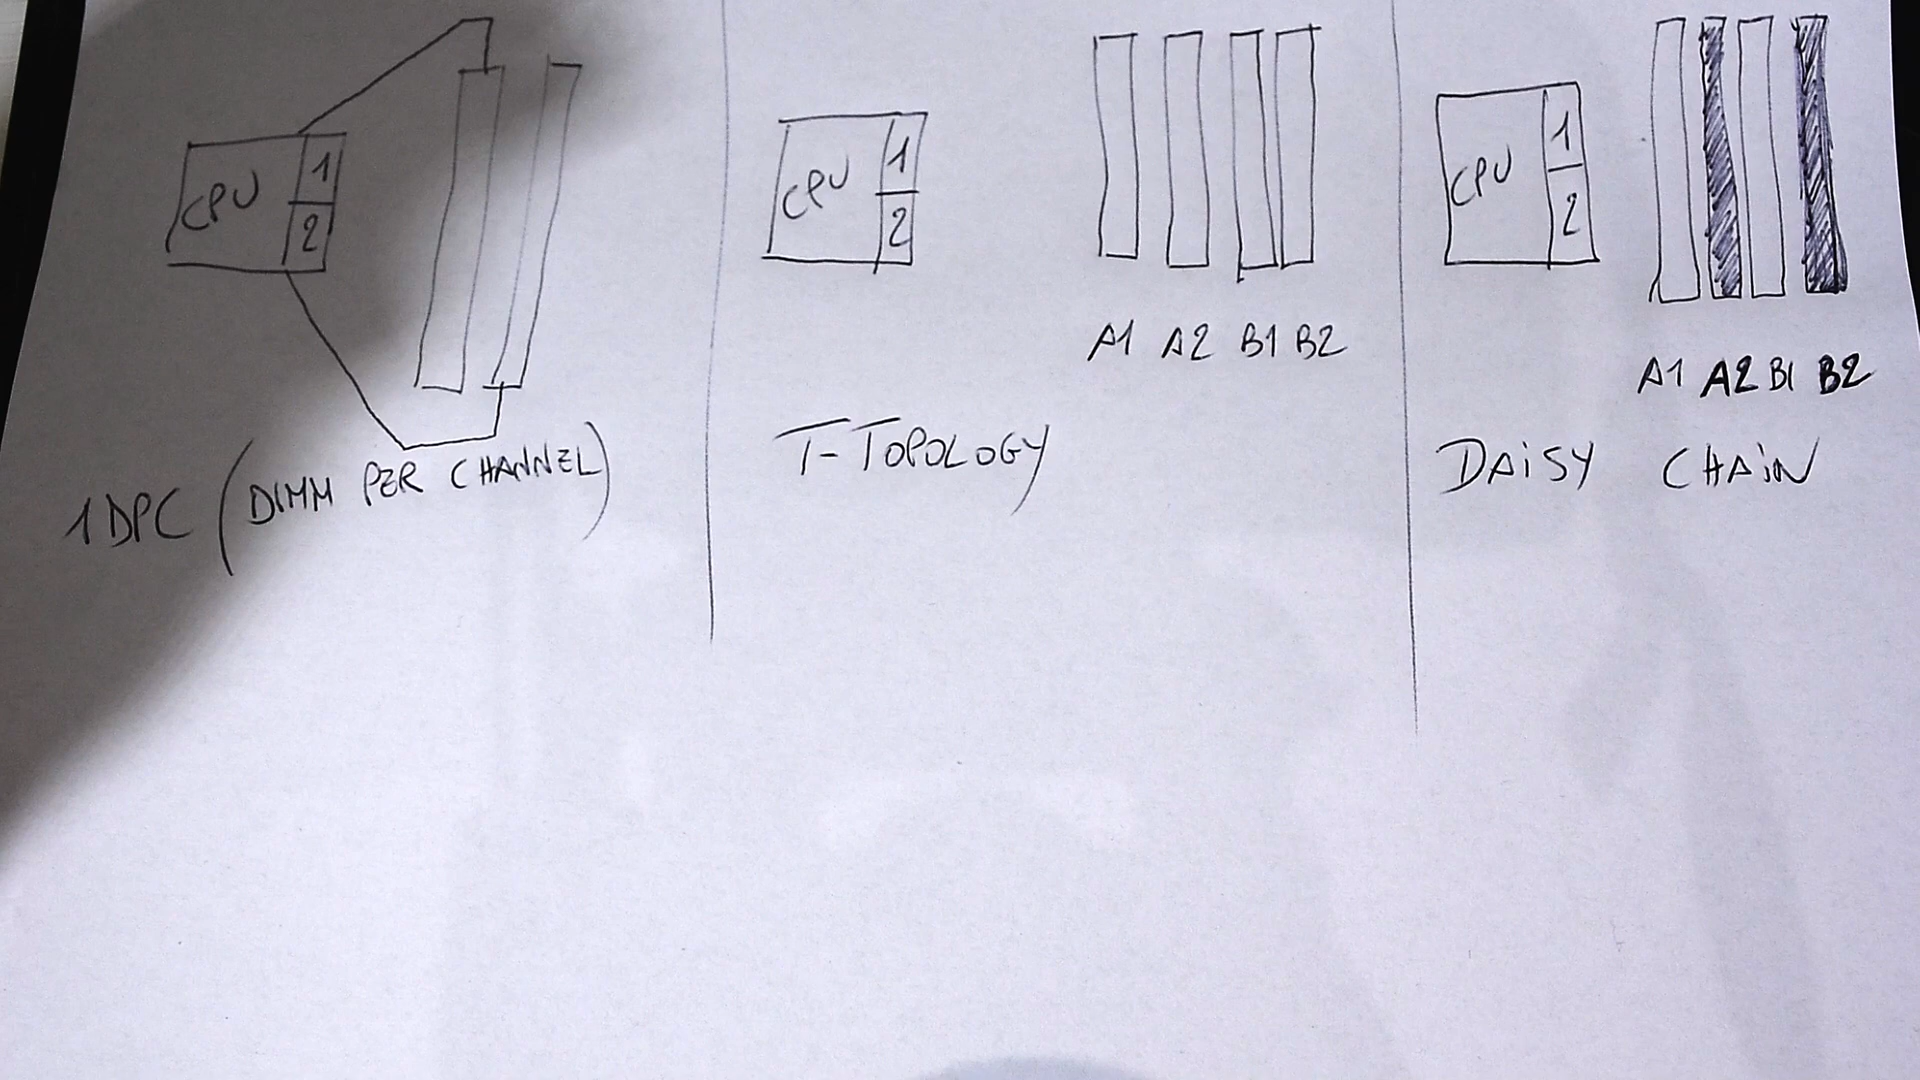 CPU 1 2
1DPC (DIMM PER CHANNEL)
CPU 1 2
A1 A2 B1 B2
T-TOPOLOGY
CPU 1 2
A1 A2 B1 B2
DAiSY CHAiN